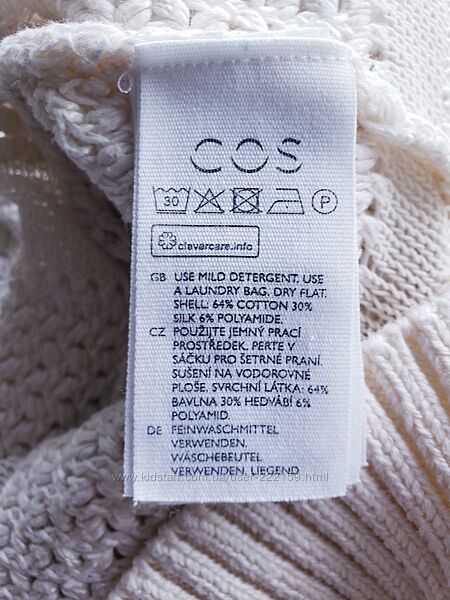 COS
30 P
clevercare.info
GB USE MILD DETERGENT. USE
A LAUNDRY BAG. DRY FLAT.
SHELL: 64% COTTON 30%
SILK 6% POLYAMIDE.
CZ POUŽIJTE JEMNÝ PRACÍ
PROSTŘEDEK. PERTE V
SÁČKU PRO ŠETRNÉ PRANÍ.
SUŠENÍ NA VODOROVNÉ
PLOŠE. SVRCHNÍ LÁTKA: 64%
BAVLNA 30% HEDVÁBÍ 6%
POLYAMID.
DE FEINWASCHMITTEL
VERWENDEN.
WÄSCHEBEUTEL
VERWENDEN. LIEGEND